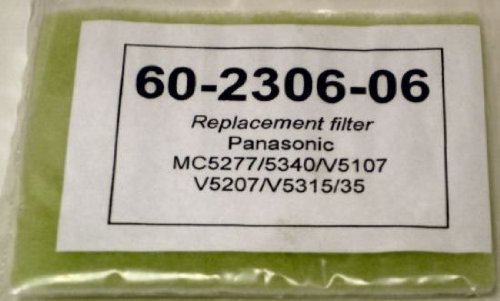 60-2306-06
Replacement filter
Panasonic
MC5277/5340/V5107
V5207/V5315/35